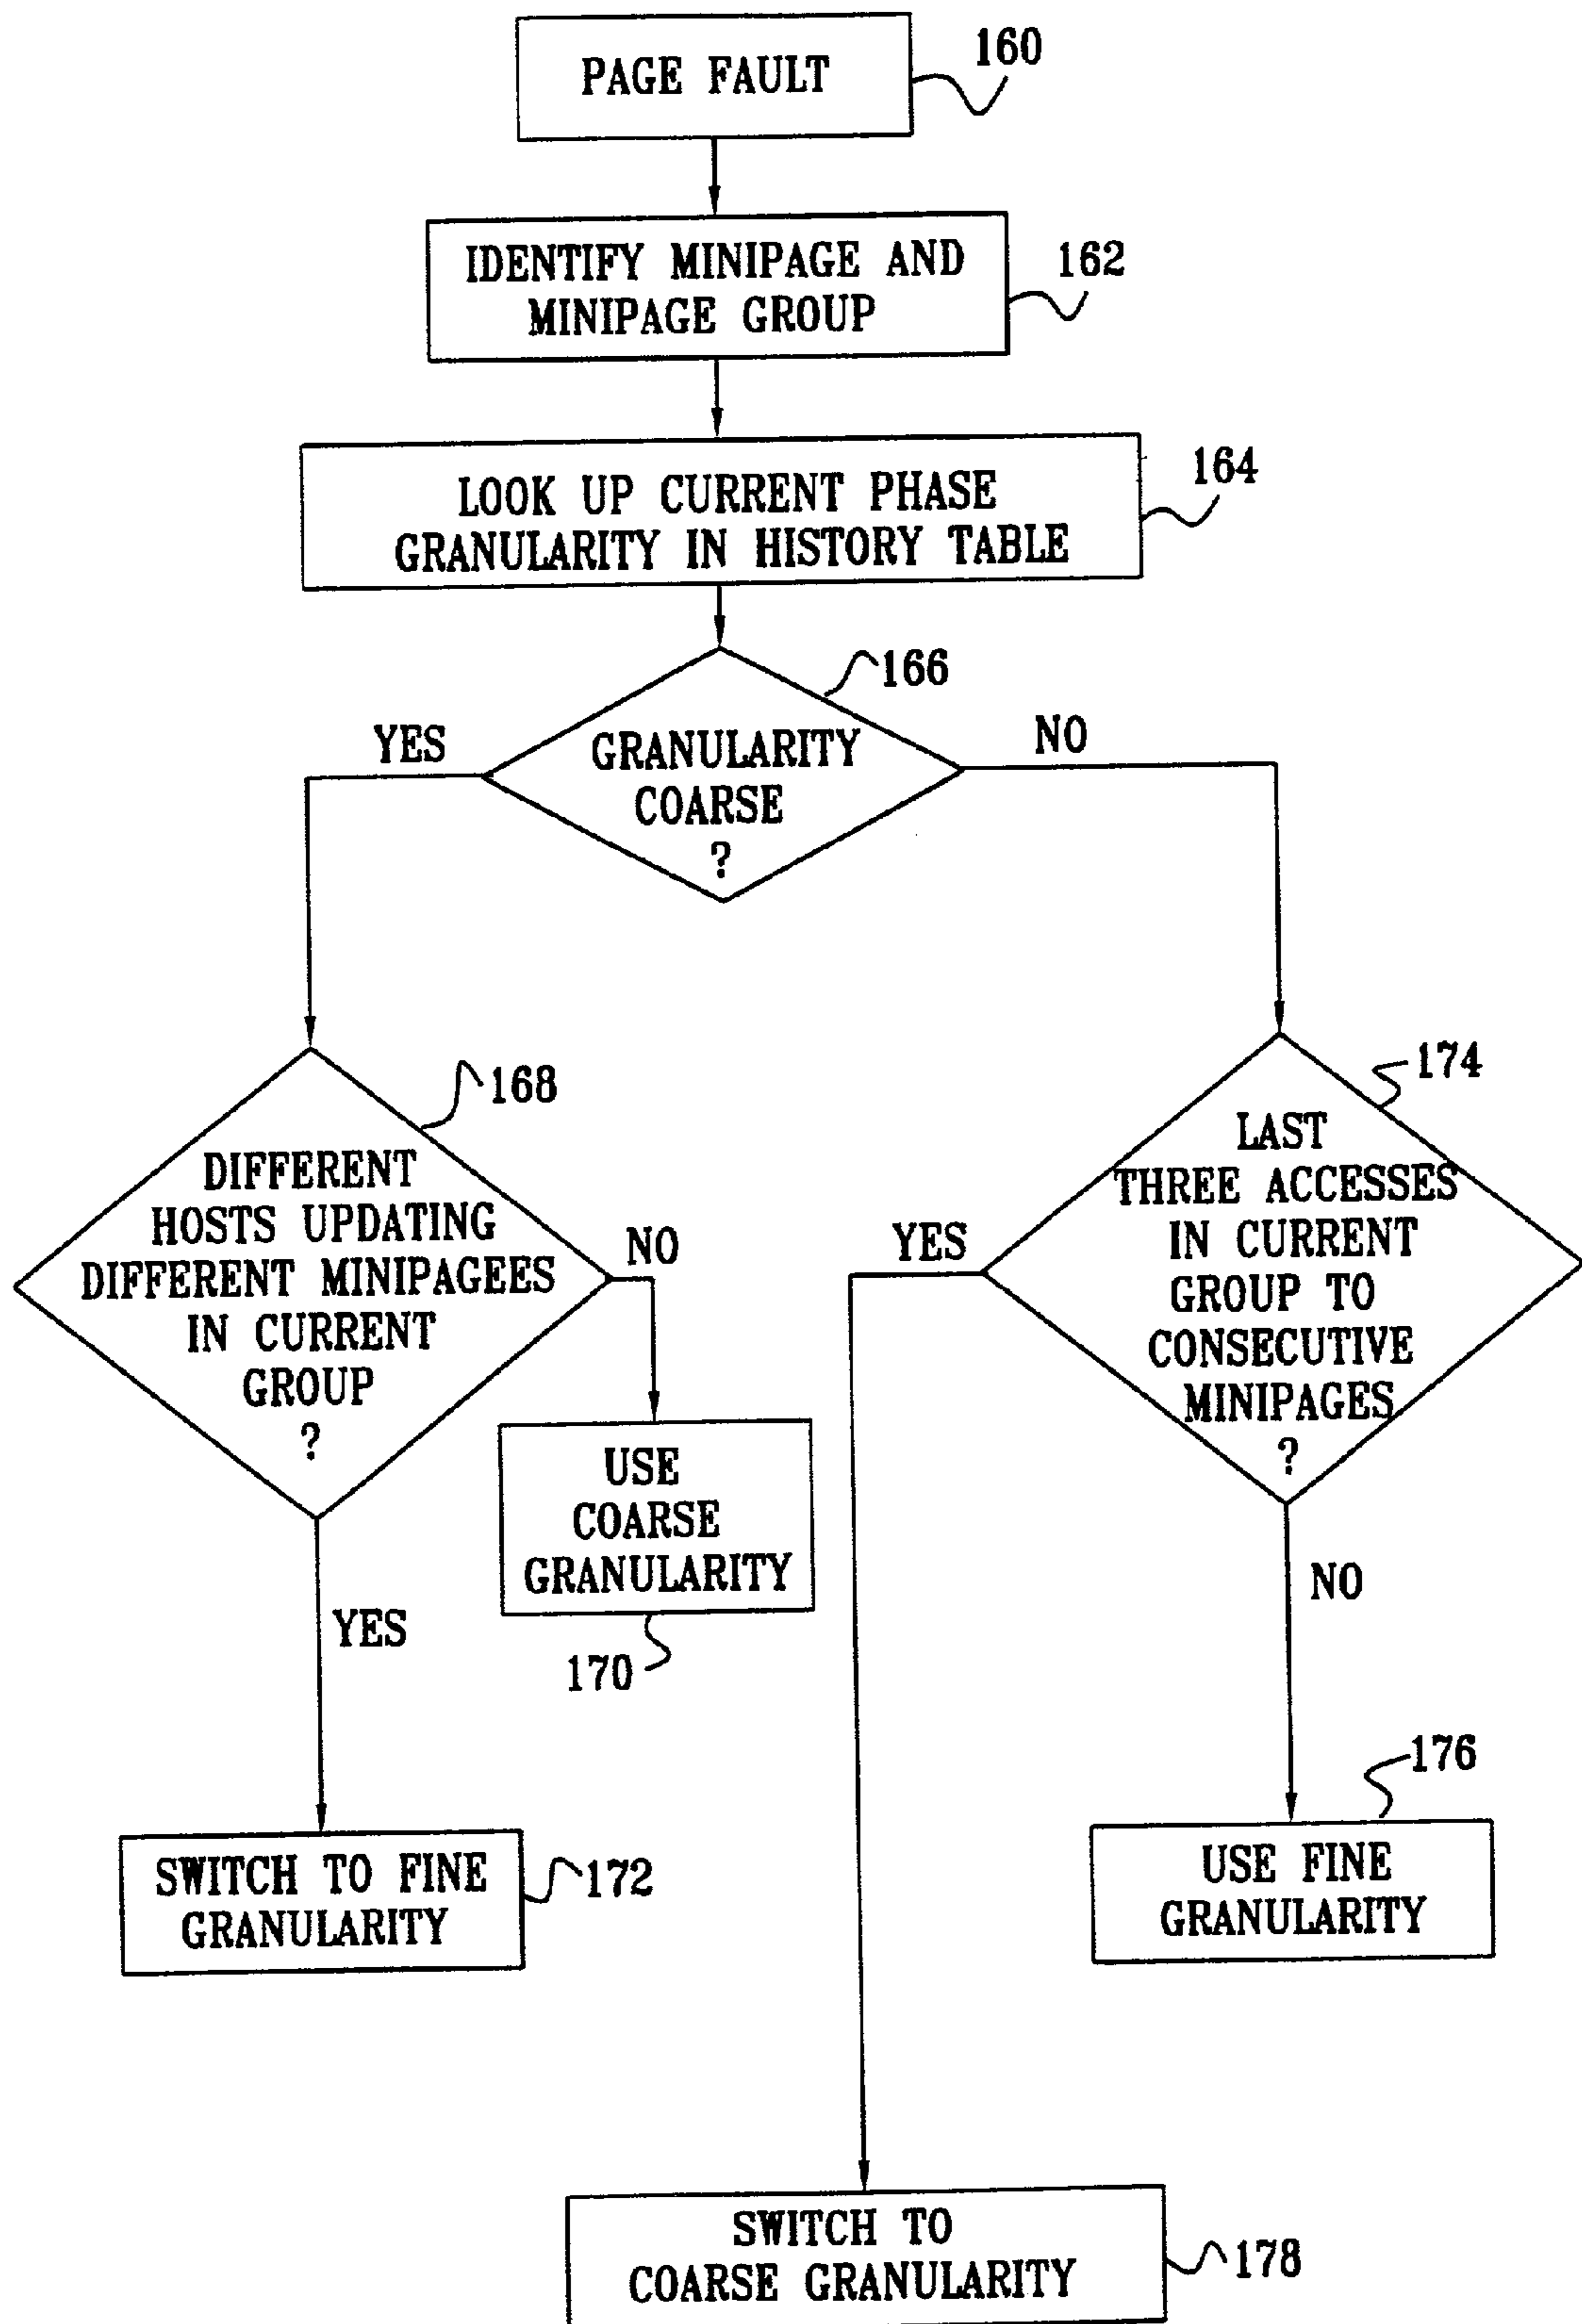 PAGE FAULT
160
IDENTIFY MINIPAGE AND
MINIPAGE GROUP
162
LOOK UP CURRENT PHASE
GRANULARITY IN HISTORY TABLE
164
166
GRANULARITY
COARSE
?
YES
NO
168
DIFFERENT
HOSTS UPDATING
DIFFERENT MINIPAGEES
IN CURRENT
GROUP
?
NO
USE
COARSE
GRANULARITY
170
YES
SWITCH TO FINE
GRANULARITY
172
174
LAST
THREE ACCESSES
IN CURRENT
GROUP TO
CONSECUTIVE
MINIPAGES
?
YES
NO
176
USE FINE
GRANULARITY
SWITCH TO
COARSE GRANULARITY
178